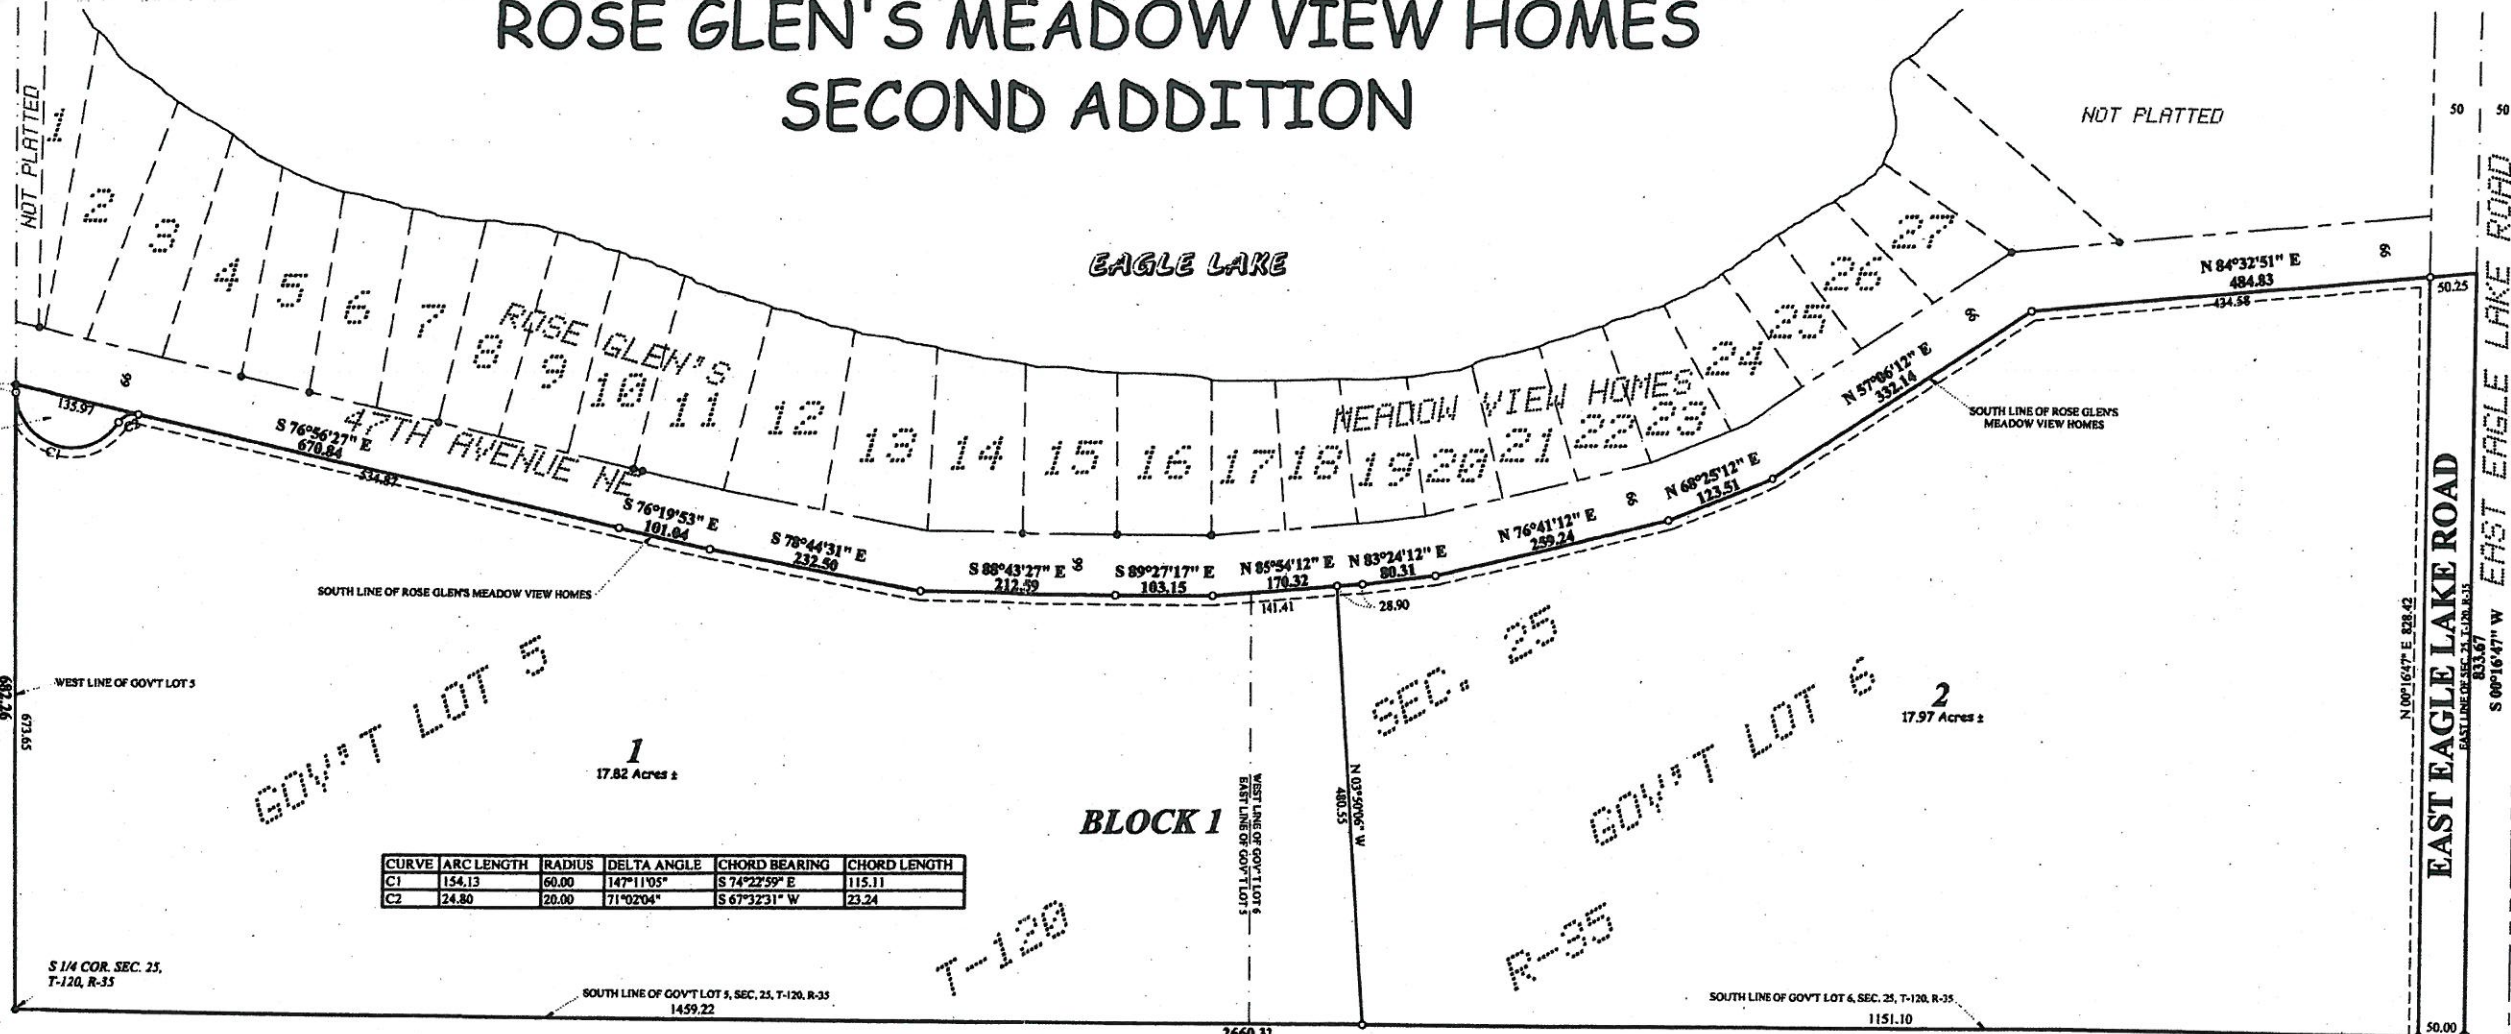 ROSE GLEN'S MEADOW VIEW HOMES
SECOND ADDITION
NOT PLATTED
1
2
3
4
5
6
7
8
9
10
11
12
13
14
15
16
17
18
19
20
21
22
23
24
25
26
27
ROSE GLEN'S
MEADOW VIEW HOMES
EAGLE LAKE
NOT PLATTED
50
50
66
N 84°32'51" E
484.83
434.58
50.25
66
135.97
C1
C2
S 76°56'27" E
670.84
534.87
47TH AVENUE NE
S 76°19'53" E
101.04
S 78°44'31" E
232.50
S 88°43'27" E
212.59
66
S 89°27'17" E
103.15
N 85°54'12" E
170.32
141.41
28.90
N 83°24'12" E
80.31
N 76°41'12" E
259.24
66
N 68°25'12" E
123.51
N 57°06'12" E
332.14
66
SOUTH LINE OF ROSE GLEN'S
MEADOW VIEW HOMES
SOUTH LINE OF ROSE GLEN'S MEADOW VIEW HOMES
WEST LINE OF GOV'T LOT 5
682.26
673.65
GOV'T LOT 5
1
17.82 Acres ±
BLOCK 1
WEST LINE OF GOV'T LOT 6
EAST LINE OF GOV'T LOT 5
N 03°50'06" W
480.55
SEC. 25
GOV'T LOT 6
2
17.97 Acres ±
T-120
R-35
N 00°16'47" E 828.42
EAST EAGLE LAKE ROAD
EAST LINE OF SEC. 25, T-120, R-35
833.67
S 00°16'47" W
EAST EAGLE LAKE ROAD
CURVE ARC LENGTH RADIUS DELTA ANGLE CHORD BEARING CHORD LENGTH
C1 154.13 60.00 147°11'05" S 74°22'59" E 115.11
C2 24.80 20.00 71°02'04" S 67°32'31" W 23.24
S 1/4 COR. SEC. 25,
T-120, R-35
SOUTH LINE OF GOV'T LOT 5, SEC. 25, T-120, R-35
1459.22
2660.31
SOUTH LINE OF GOV'T LOT 6, SEC. 25, T-120, R-35
1151.10
50.00